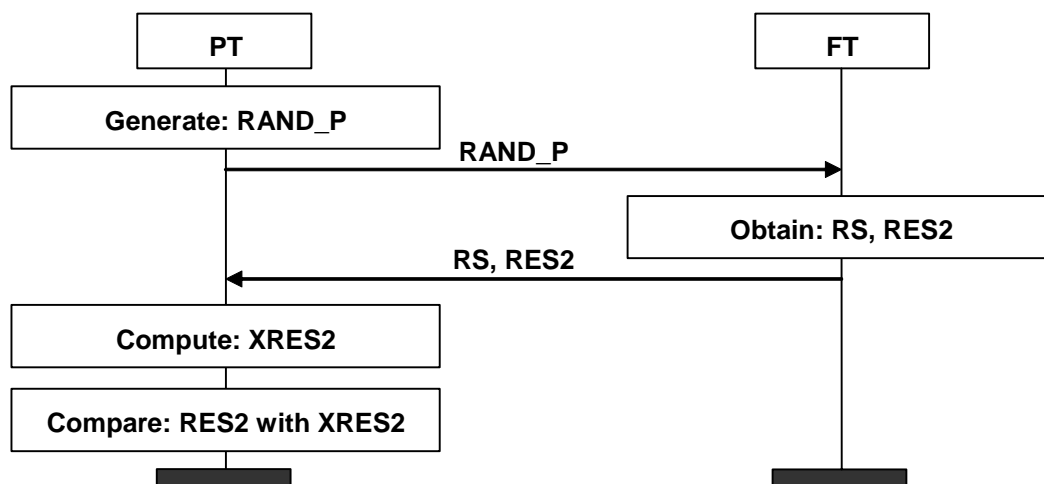 PT
FT
Generate: RAND_P
RAND_P
Obtain: RS, RES2
RS, RES2
Compute: XRES2
Compare: RES2 with XRES2